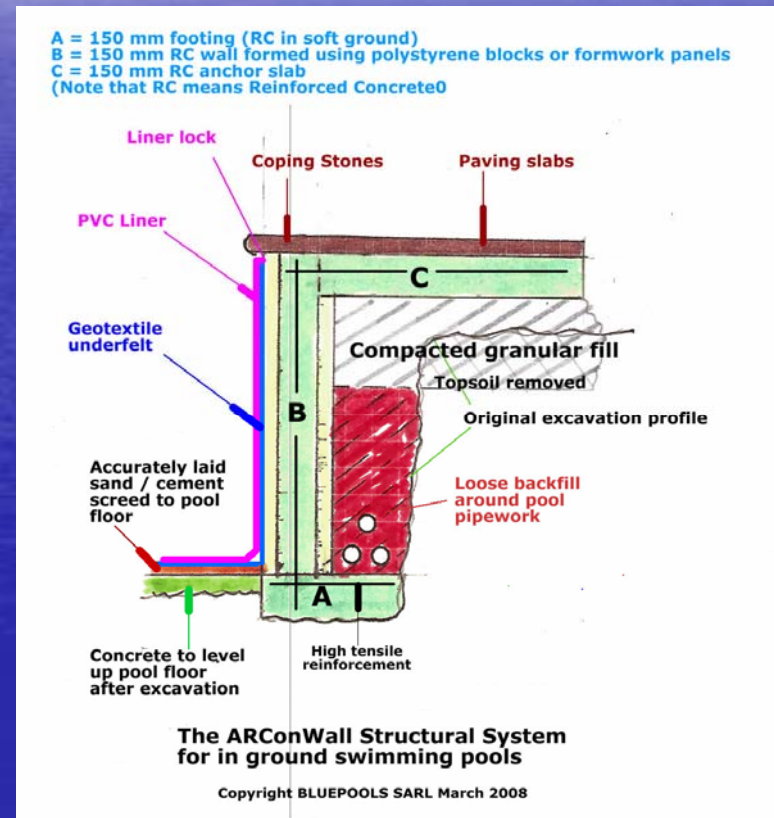 A = 150 mm footing (RC in soft ground)
B = 150 mm RC wall formed using polystyrene blocks or formwork panels
C = 150 mm RC anchor slab
(Note that RC means Reinforced Concrete0
Liner lock
Coping Stones
Paving slabs
PVC Liner
C
Geotextile
underfelt
Compacted granular fill
Topsoil removed
B
Original excavation profile
Accurately laid
sand / cement
screed to pool
floor
Loose backfill
around pool
pipework
A
High tensile
reinforcement
Concrete to level
up pool floor
after excavation
The ARConWall Structural System
for in ground swimming pools
Copyright BLUEPOOLS SARL March 2008